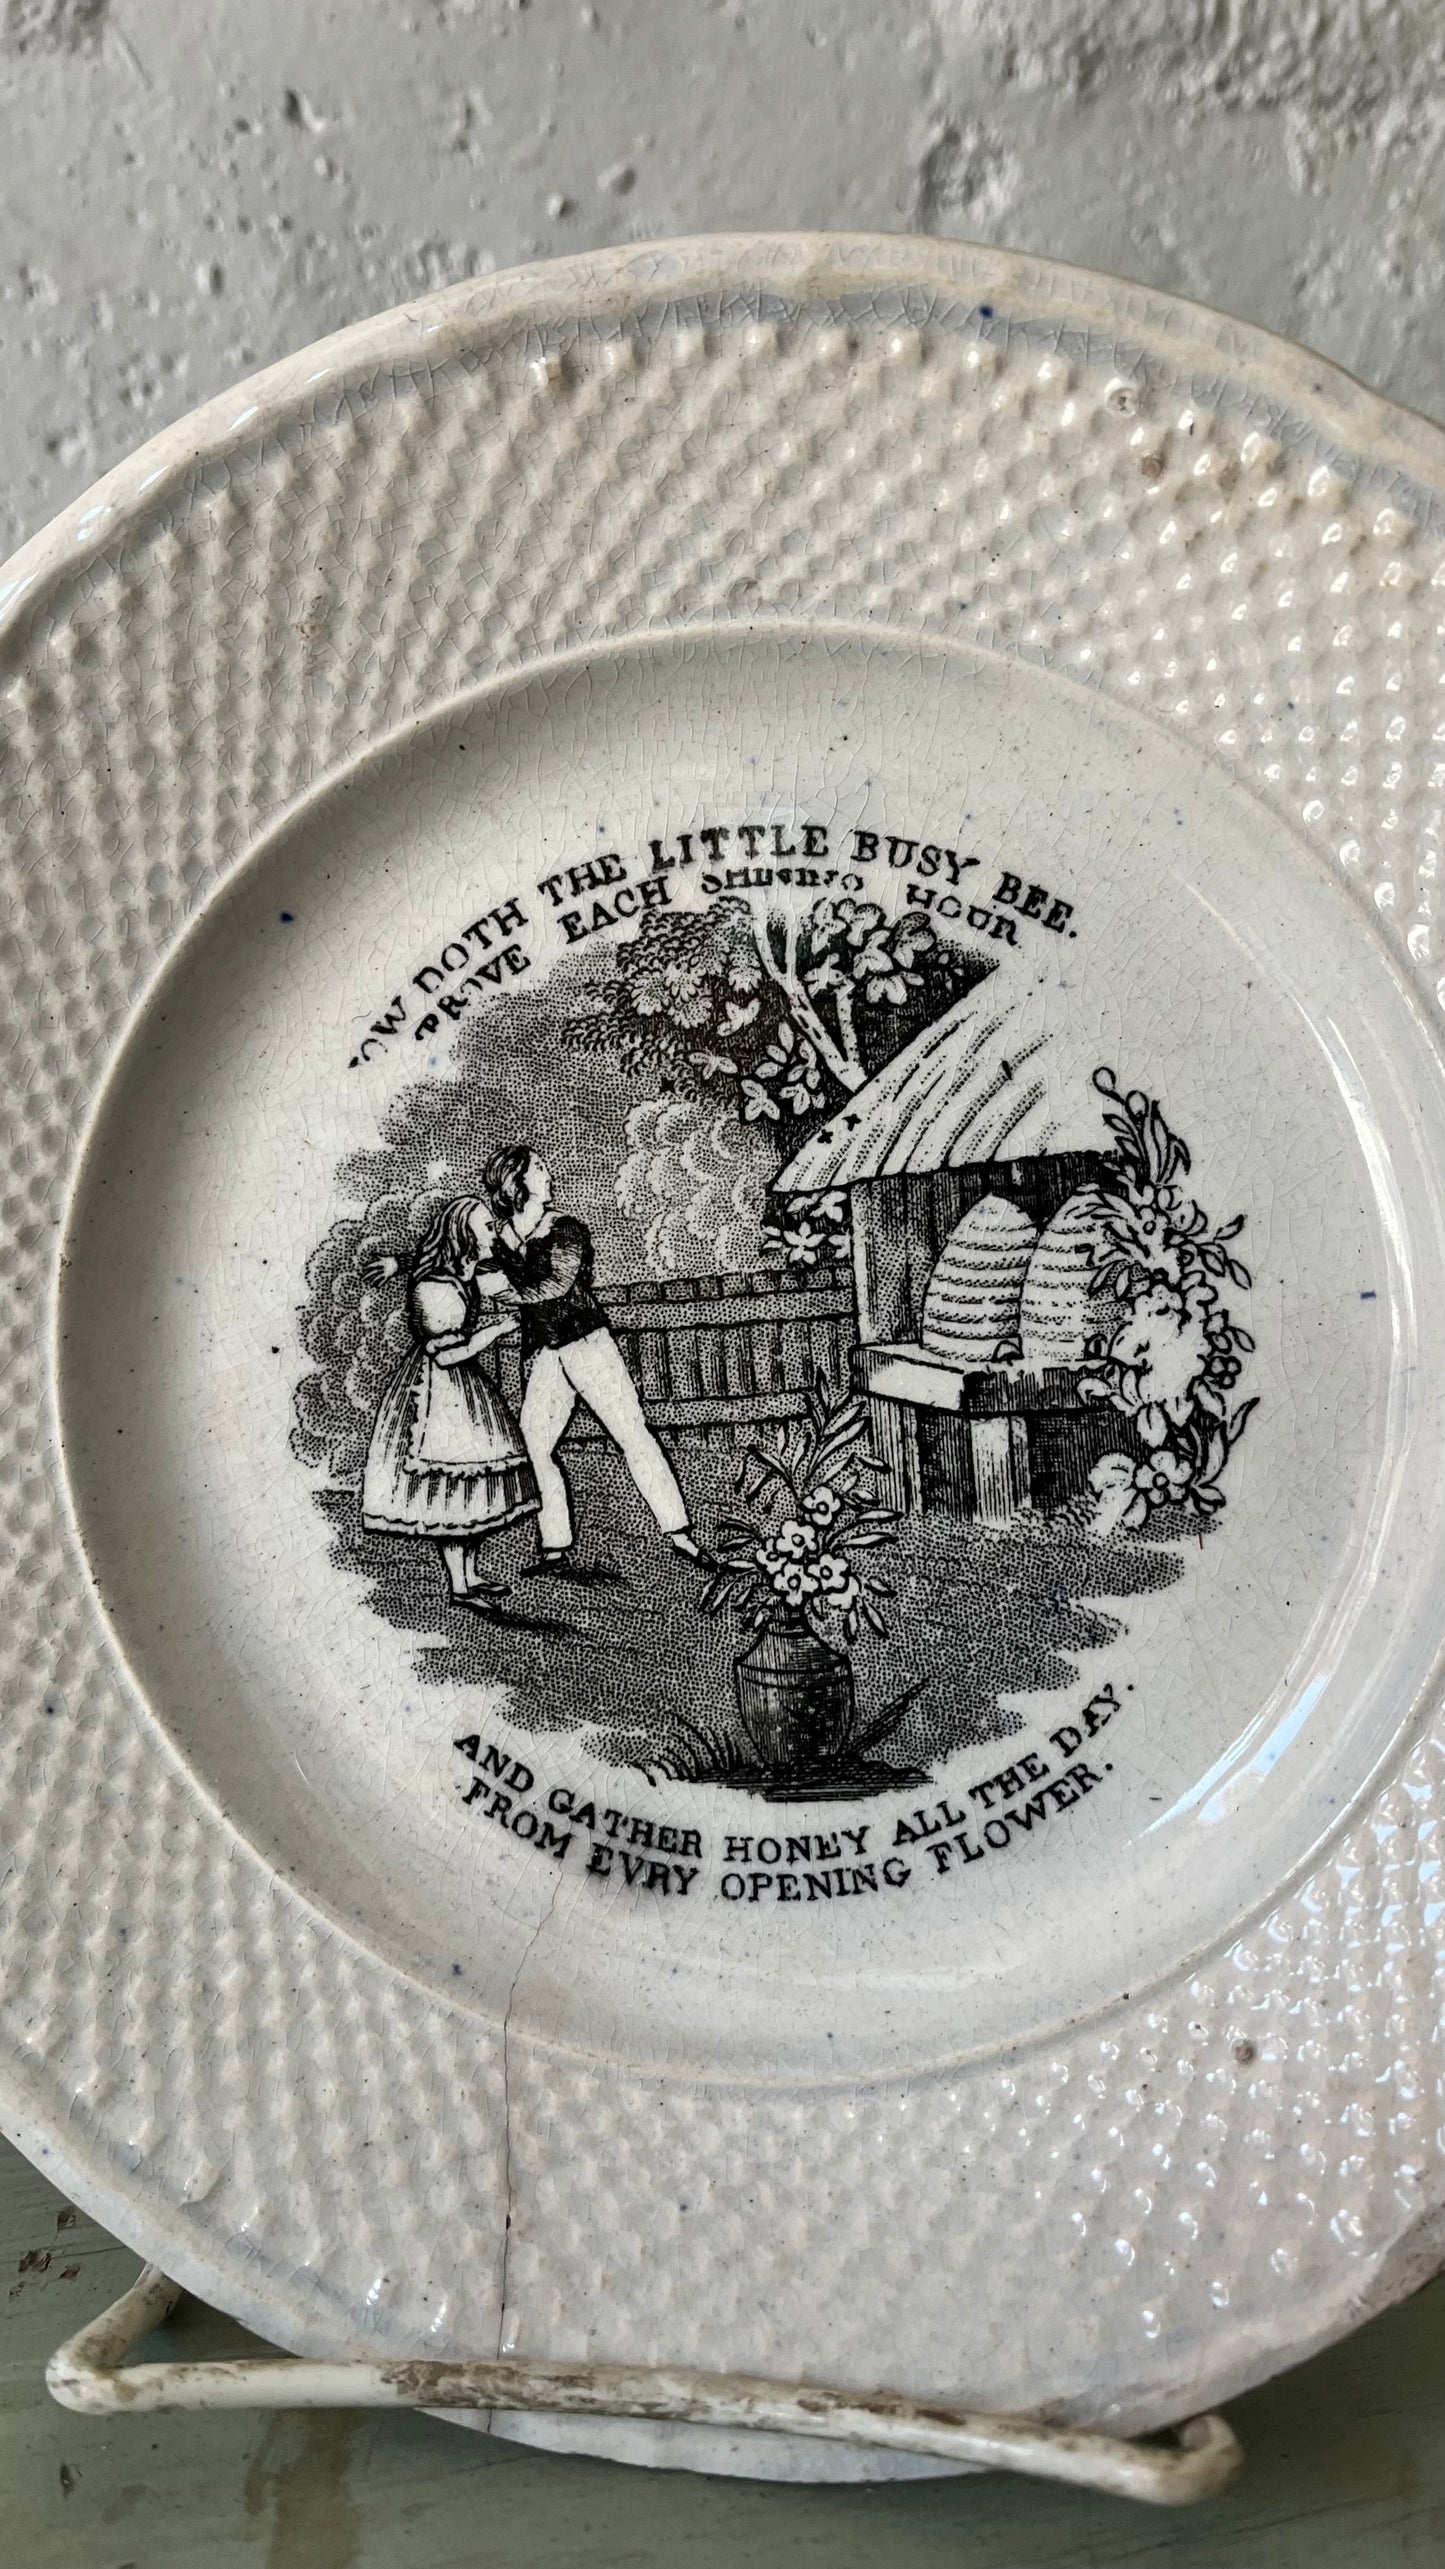 OW DOTH THE LITTLE BUSY BEE.
PROVE EACH HOUR
AND GATHER HONEY ALL THE DAY.
FROM EVRY OPENING FLOWER.